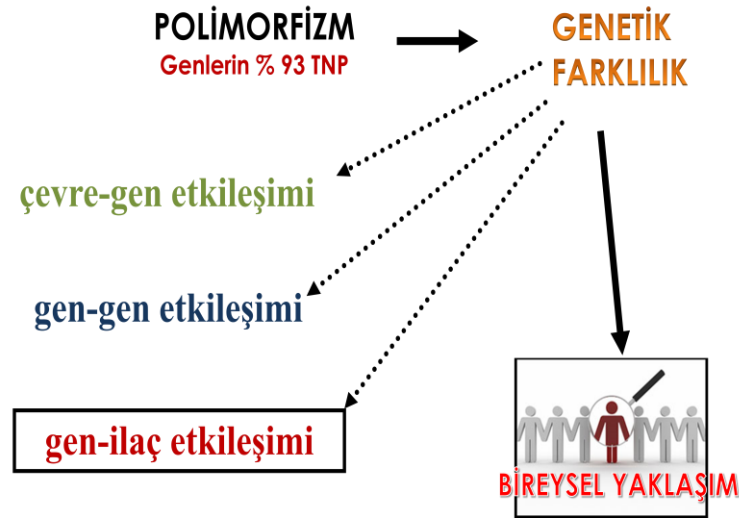 POLİMORFİZM
Genlerin % 93 TNP
GENETİK
FARKLILIK
çevre-gen etkileşimi
gen-gen etkileşimi
gen-ilaç etkileşimi
BİREYSEL YAKLAŞIM